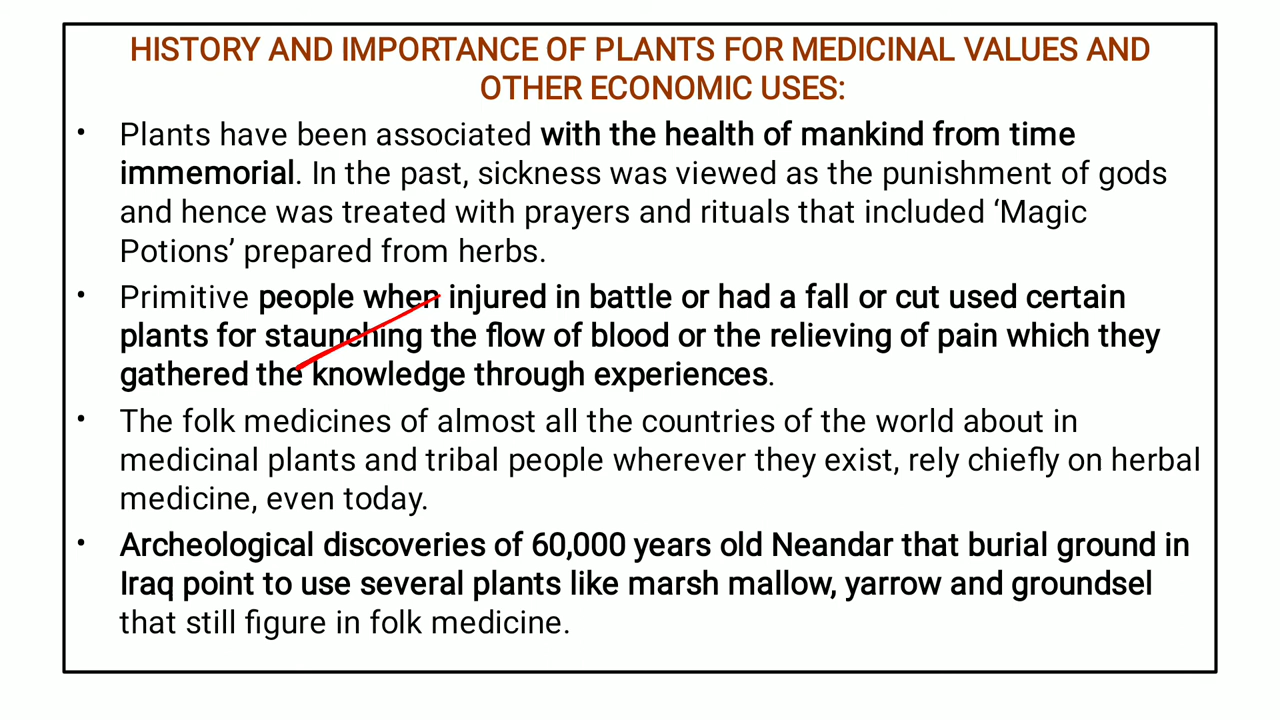 HISTORY AND IMPORTANCE OF PLANTS FOR MEDICINAL VALUES AND
OTHER ECONOMIC USES:
• Plants have been associated with the health of mankind from time
immemorial. In the past, sickness was viewed as the punishment of gods
and hence was treated with prayers and rituals that included ‘Magic
Potions’ prepared from herbs.
• Primitive people when injured in battle or had a fall or cut used certain
plants for staunching the flow of blood or the relieving of pain which they
gathered the knowledge through experiences.
• The folk medicines of almost all the countries of the world about in
medicinal plants and tribal people wherever they exist, rely chiefly on herbal
medicine, even today.
• Archeological discoveries of 60,000 years old Neandar that burial ground in
Iraq point to use several plants like marsh mallow, yarrow and groundsel
that still figure in folk medicine.